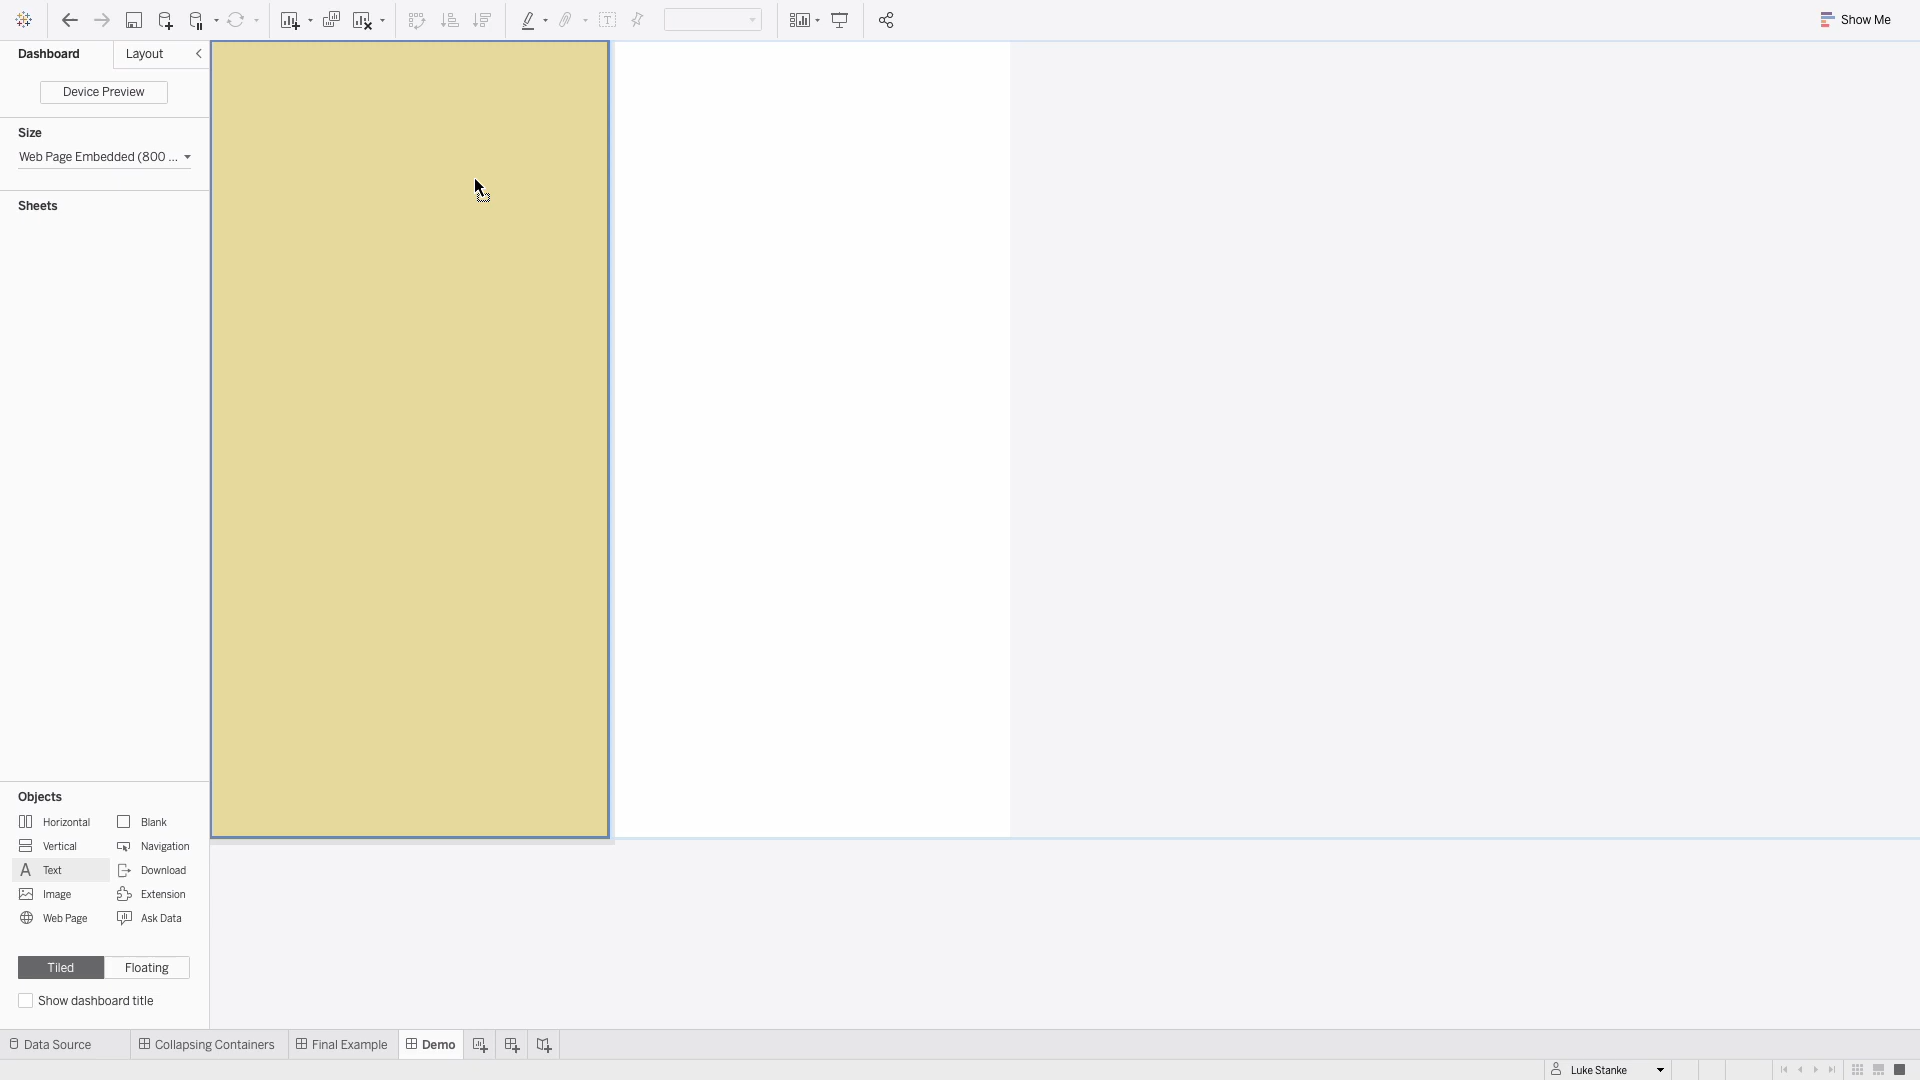 Show Me
Dashboard
Layout
Device Preview
Size
Web Page Embedded (800 ...
Sheets
Objects
Horizontal
Blank
Vertical
Navigation
Text
Download
Image
Extension
Web Page
Ask Data
Tiled
Floating
Show dashboard title
Data Source
Collapsing Containers
Final Example
Demo
Luke Stanke